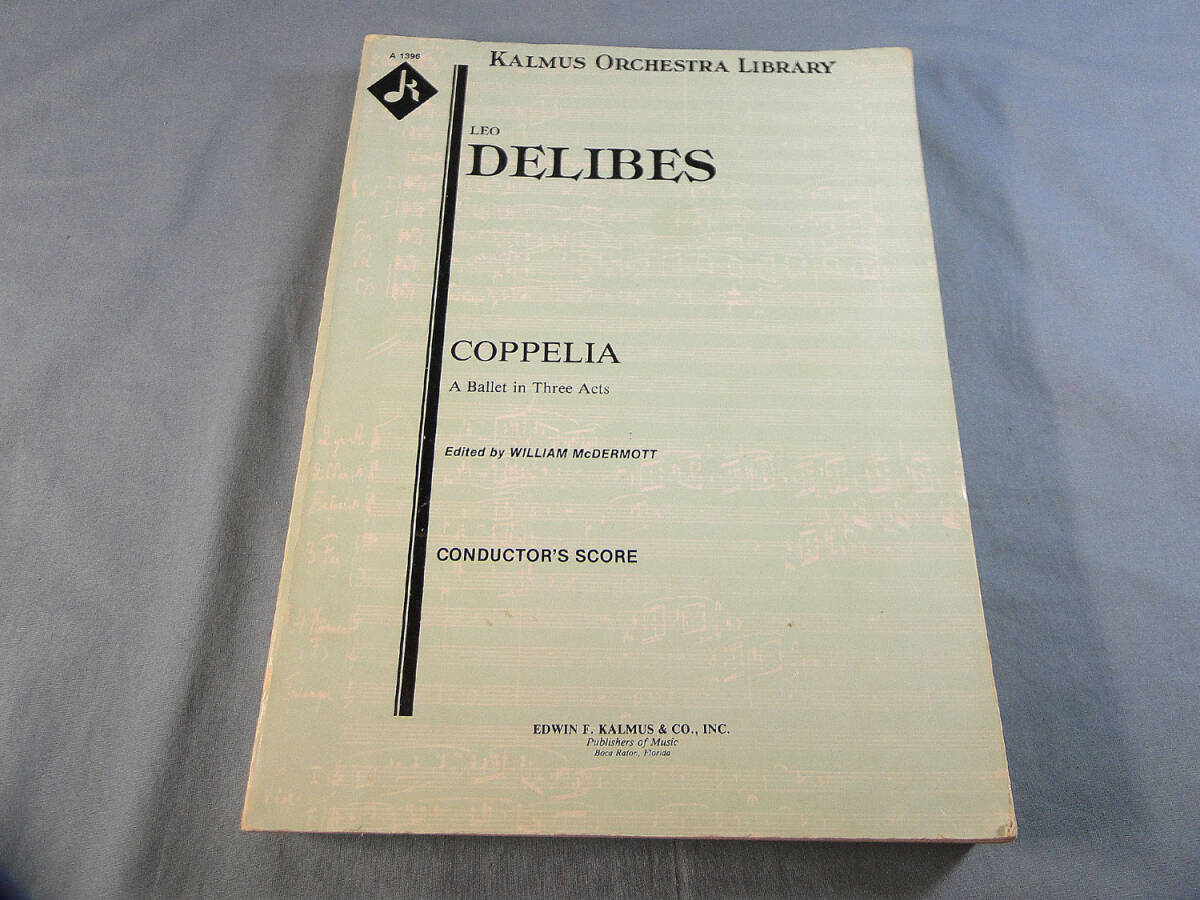 A 1396
KALMUS ORCHESTRA LIBRARY
LEO
DELIBES
COPPELIA
A Ballet in Three Acts
Edited by WILLIAM McDERMOTT
CONDUCTOR'S SCORE
EDWIN F. KALMUS & CO., INC.
Publishers of Music
Boca Raton, Florida